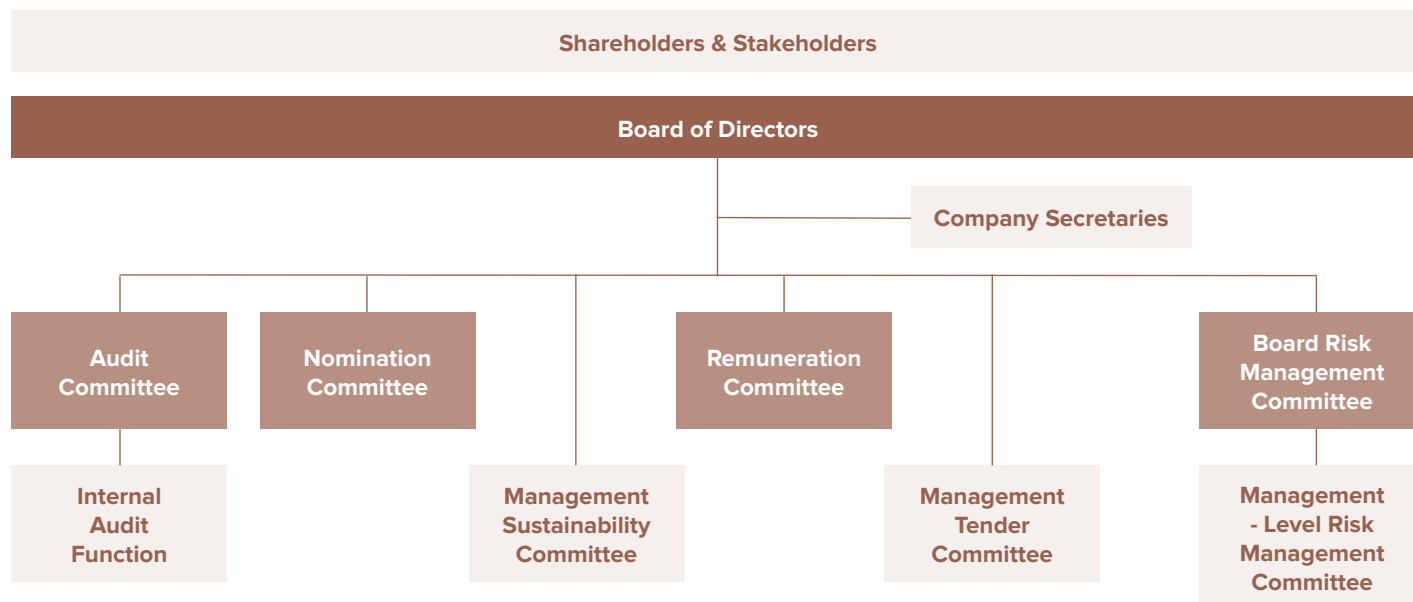 Shareholders & Stakeholders
Board of Directors
Company Secretaries
Audit
Committee
Nomination
Committee
Remuneration
Committee
Board Risk
Management
Committee
Internal
Audit
Function
Management
Sustainability
Committee
Management
Tender
Committee
Management
- Level Risk
Management
Committee